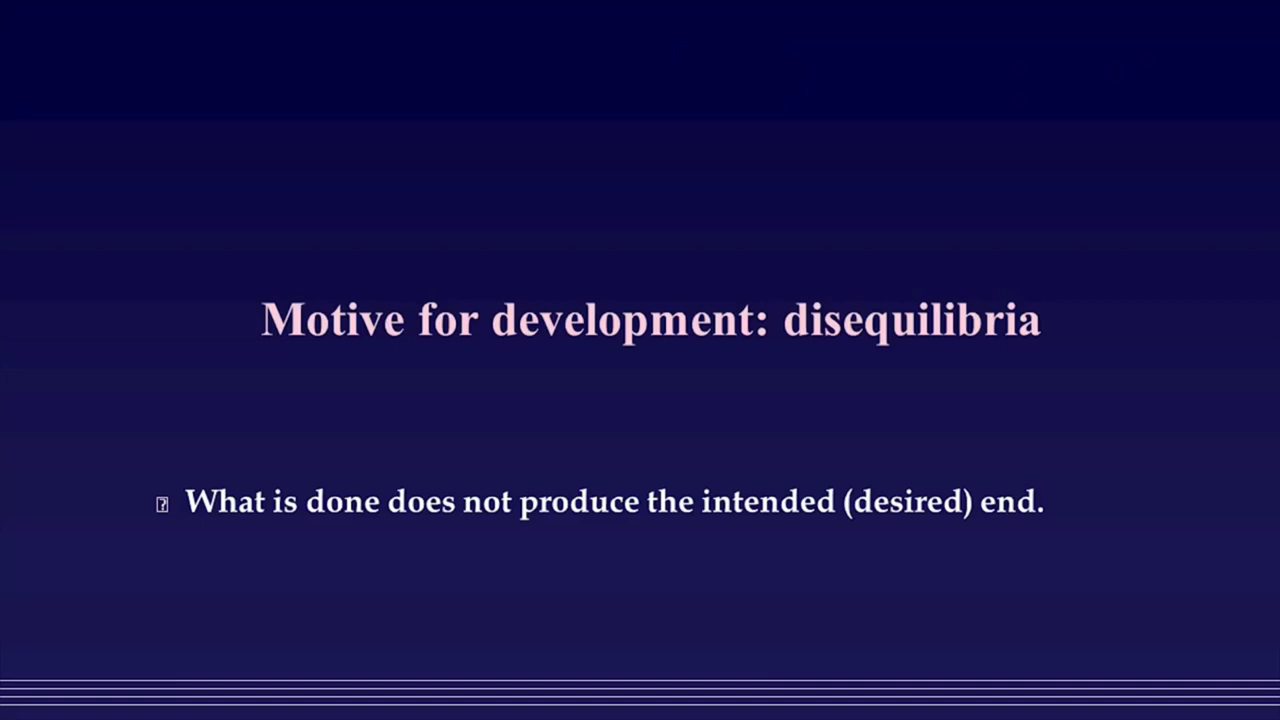 Motive for development: disequilibria
What is done does not produce the intended (desired) end.